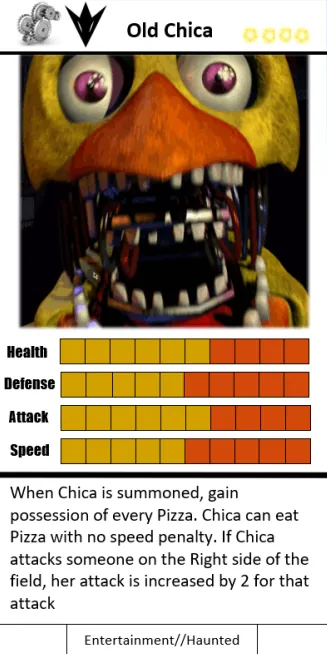 Old Chica
Health
Defense
Attack
Speed
When Chica is summoned, gain
possession of every Pizza. Chica can eat
Pizza with no speed penalty. If Chica
attacks someone on the Right side of the
field, her attack is increased by 2 for that
attack
Entertainment//Haunted